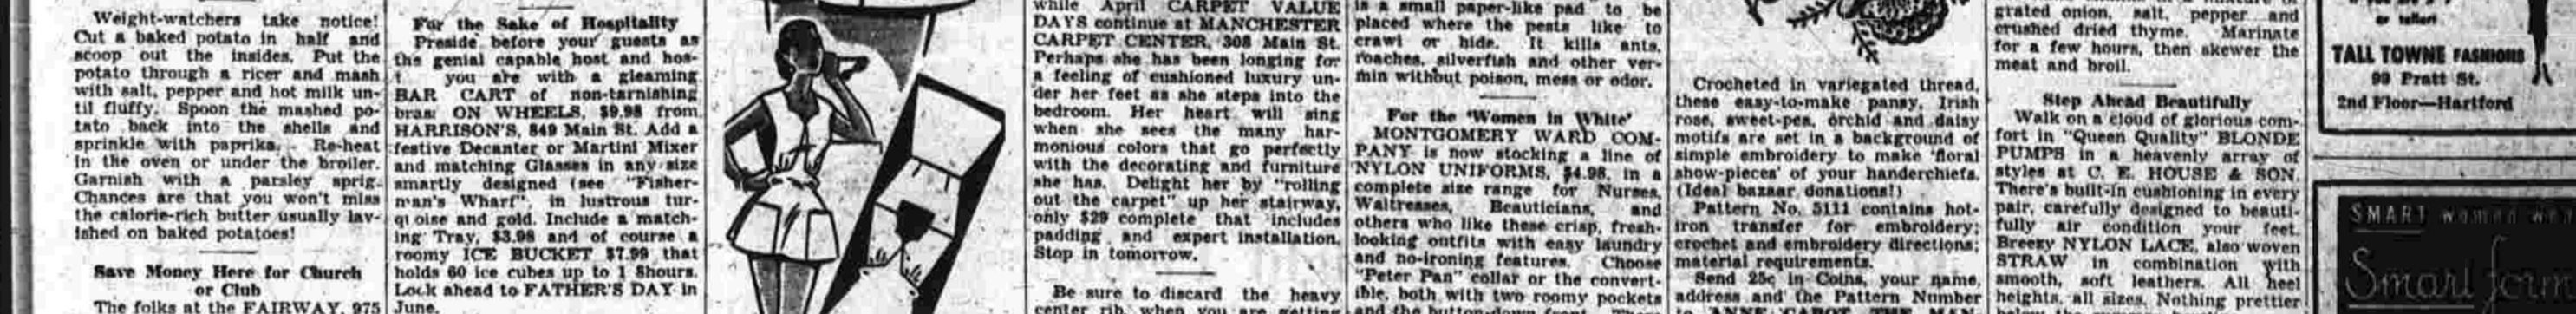 Weight-watchers take notice!
Cut a baked potato in half and
scoop out the insides. Put the
potato through a ricer and mash
with salt, pepper and hot milk un-
til fluffy. Spoon the mashed po-
tato back into the shells and
sprinkle with paprika. Re-heat
in the oven or under the broiler.
Garnish with a parsley sprig.
Chances are that you won't miss
the calorie-rich butter usually lav-
ished on baked potatoes!
Save Money Here for Church
or Club
The folks at the FAIRWAY, 975
For the Sake of Hospitality
Preside before your guests as
the genial capable host and hos-
t you are with a gleaming
BAR CART of non-tarnishing
brass ON WHEELS, $9.98 from
HARRISON'S, 849 Main St. Add a
festive Decanter or Martini Mixer
and matching Glasses in any size
smartly designed (see "Fisher-
man's Wharf". in lustrous tur-
qu oise and gold. Include a match-
ing Tray, $3.98 and of course a
roomy ICE BUCKET $7.99 that
holds 60 ice cubes up to 1 8hours.
Lock ahead to FATHER'S DAY in
June.
while April CARPET VALUE
DAYS continue at MANCHESTER
CARPET CENTER, 308 Main St.
Perhaps she has been longing for
a feeling of cushioned luxury un-
der her feet as she steps into the
bedroom. Her heart will sing
when she sees the many har-
monious colors that go perfectly
with the decorating and furniture
she has. Delight her by "rolling
out the carpet" up her stairway,
only $29 complete that includes
padding and expert installation.
Stop in tomorrow.
Be sure to discard the heavy
center rib when you are getting
is a small paper-like pad to be
placed where the pests like to
crawl or hide. It kills ants,
roaches, silverfish and other ver-
min without poison, mess or odor.
For the 'Women in White'
MONTGOMERY WARD COM-
PANY is now stocking a line of
NYLON UNIFORMS, $4.98, in a
complete size range for Nurses,
Waitresses, Beauticians, and
others who like these crisp, fresh-
looking outfits with easy laundry
and no-ironing features. Choose
"Peter Pan" collar or the convert-
ible, both with two roomy pockets
and the button-down front.
Crocheted in variegated thread,
these easy-to-make pansy, Irish
rose, sweet-pea, orchid and daisy
motifs are set in a background of
simple embroidery to make 'floral
show-pieces' of your handerchiefs.
(Ideal bazaar donations!)
Pattern No. 5111 contains hot-
iron transfer for embroidery;
crochet and embroidery directions;
material requirements.
Send 25c in Coins, your name,
address and the Pattern Number
to ANNE CABOT, THE MAN-
grated onion, salt, pepper and
crushed dried thyme. Marinate
for a few hours, then skewer the
meat and broil.
Step Ahead Beautifully
Walk on a cloud of glorious com-
fort in "Queen Quality" BLONDE
PUMPS in a heavenly array of
styles at C. E. HOUSE & SON.
There's built-in cushioning in every
pair, carefully designed to beauti-
fully air condition your feet.
Breezy NYLON LACE, also woven
STRAW in combination with
smooth, soft leathers. All heel
heights, all sizes. Nothing prettier
or taller!
TALL TOWNE FASHIONS
99 Pratt St.
2nd Floor—Hartford
SMART women
Smart